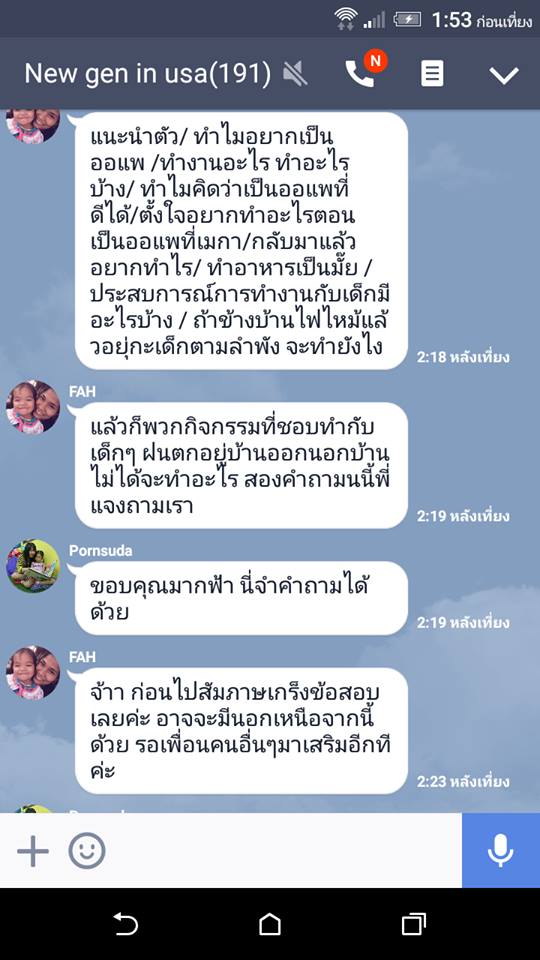 1:53 ก่อนเที่ยง
New gen in usa(191)
N
แนะนำตัว/ ทำไมอยากเป็น
ออแพ /ทำงานอะไร ทำอะไร
บ้าง/ ทำไมคิดว่าเป็นออแพที่
ดีได้/ตั้งใจอยากทำอะไรตอน
เป็นออแพที่เมกา/กลับมาแล้ว
อยากทำไร/ ทำอาหารเป็นมั๊ย /
ประสบการณ์การทำงานกับเด็กมี
อะไรบ้าง / ถ้าข้างบ้านไฟไหม้แล้
วอยุ่กะเด็กตามลำพัง จะทำยังไง
2:18 หลังเที่ยง
FAH
แล้วก็พวกกิจกรรมที่ชอบทำกับ
เด็กๆ ฝนตกอยู่บ้านออกนอกบ้าน
ไม่ได้จะทำอะไร สองคำถามนนี้พี่
แจงถามเรา
2:19 หลังเที่ยง
Pornsuda
ขอบคุณมากฟ้า นี่จำคำถามได้
ด้วย
2:19 หลังเที่ยง
FAH
จ้าา ก่อนไปสัมภาษเกร็งข้อสอบ
เลยค่ะ อาจจะมีนอกเหนือจากนี้
ด้วย รอเพื่อนคนอื่นๆมาเสริมอีกที
ค่ะ
2:23 หลังเที่ยง